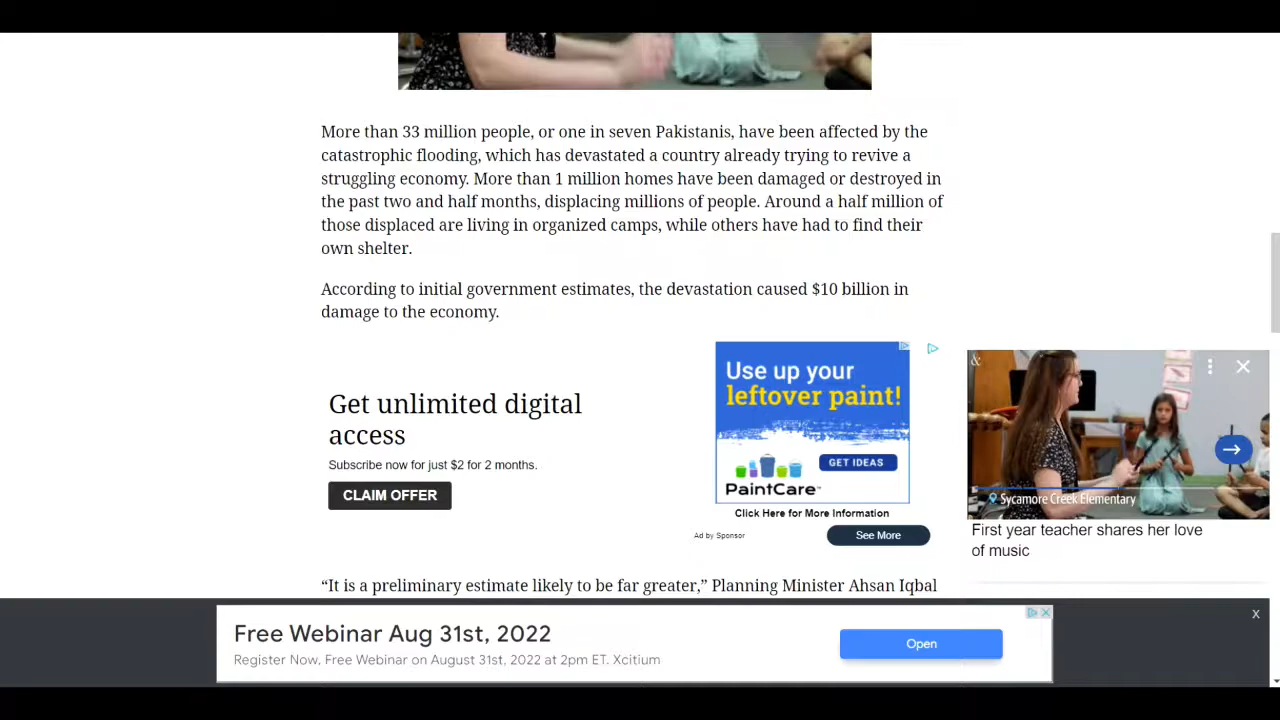 More than 33 million people, or one in seven Pakistanis, have been affected by the
catastrophic flooding, which has devastated a country already trying to revive a
struggling economy. More than 1 million homes have been damaged or destroyed in
the past two and half months, displacing millions of people. Around a half million of
those displaced are living in organized camps, while others have had to find their
own shelter.
According to initial government estimates, the devastation caused $10 billion in
damage to the economy.
Get unlimited digital
access
Subscribe now for just $2 for 2 months.
CLAIM OFFER
Use up your
leftover paint!
GET IDEAS
PaintCare
Click Here for More Information
Ad by Sponsor
See More
&
Sycamore Creek Elementary
First year teacher shares her love
of music
“It is a preliminary estimate likely to be far greater,” Planning Minister Ahsan Iqbal
X
Free Webinar Aug 31st, 2022
Register Now, Free Webinar on August 31st, 2022 at 2pm ET. Xcitium
Open